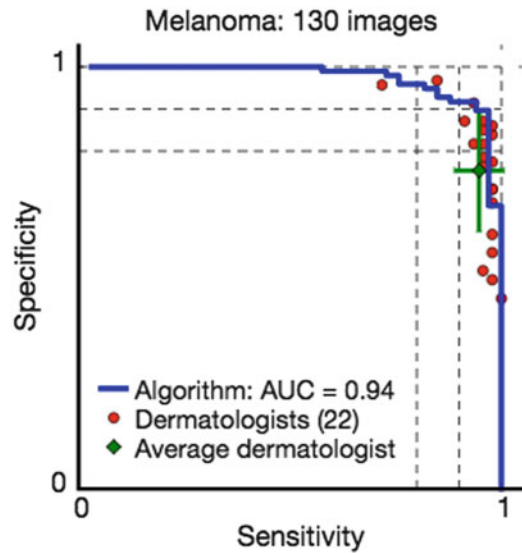 Melanoma: 130 images
1
Specificity
Algorithm: AUC = 0.94
Dermatologists (22)
Average dermatologist
0
0
1
Sensitivity